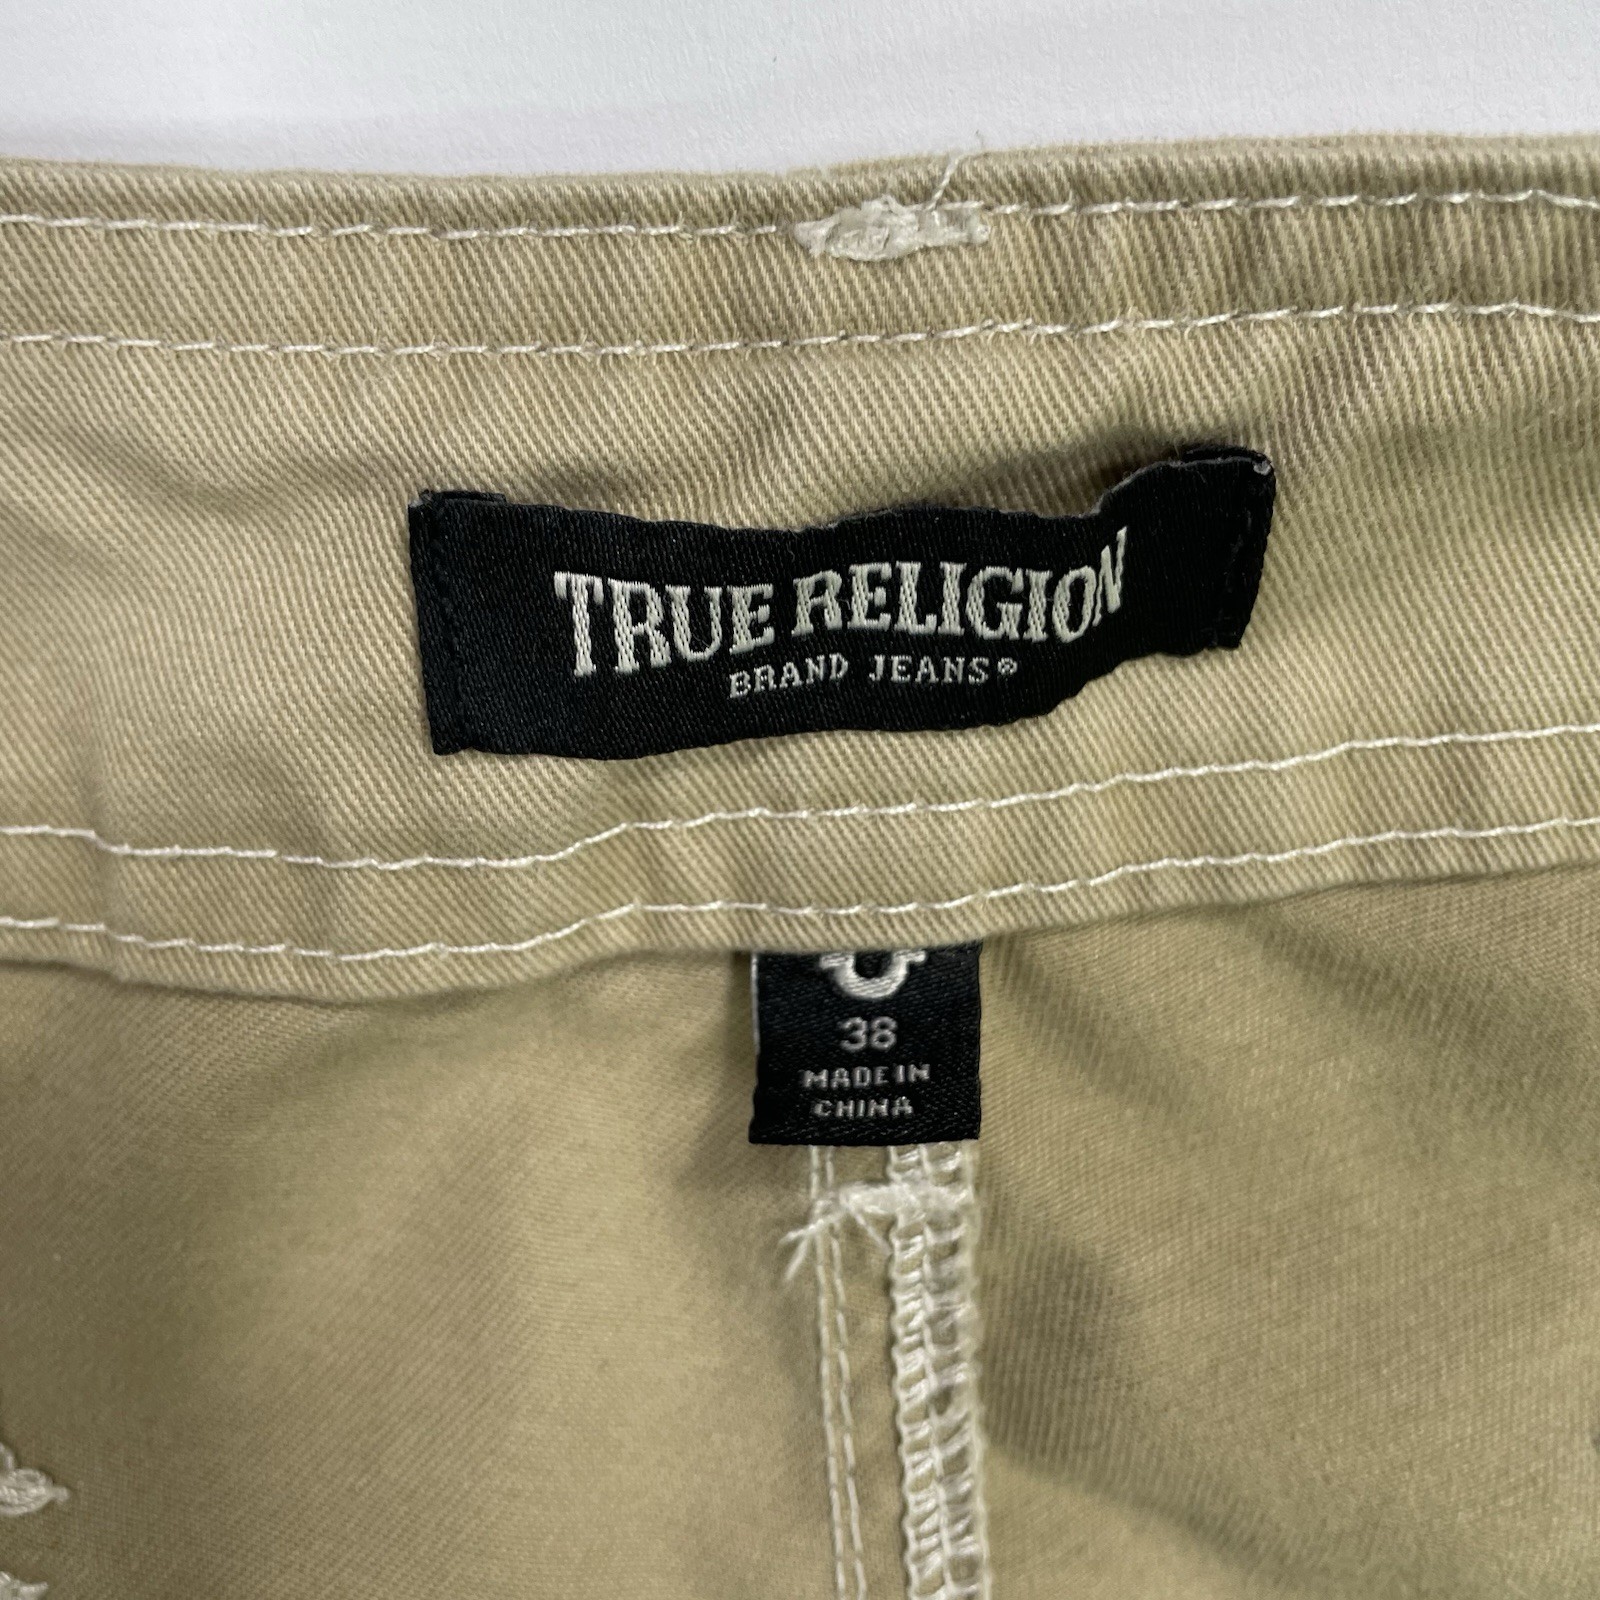 TRUE RELIGION
BRAND JEANS®
38
MADE IN
CHINA